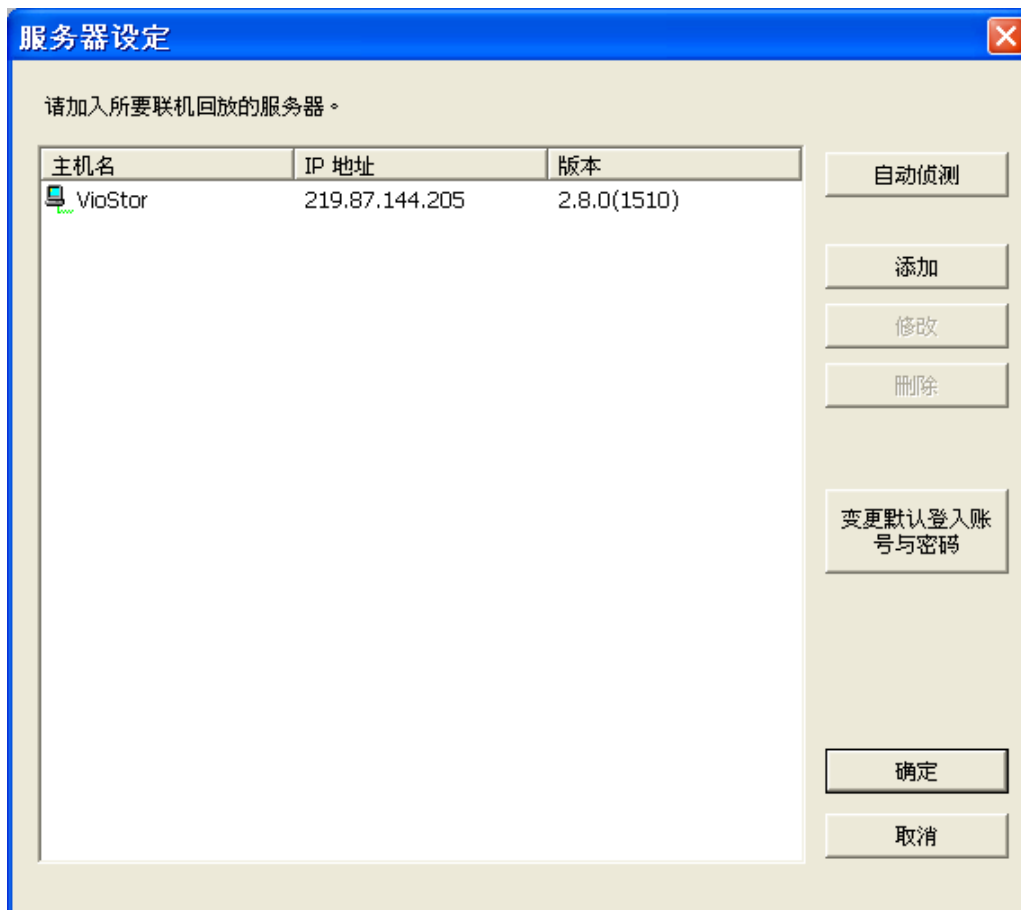 服务器设定
请加入所要联机回放的服务器。
主机名 IP 地址 版本
VioStor 219.87.144.205 2.8.0(1510)
自动侦测
添加
修改
删除
变更默认登入账
号与密码
确定
取消